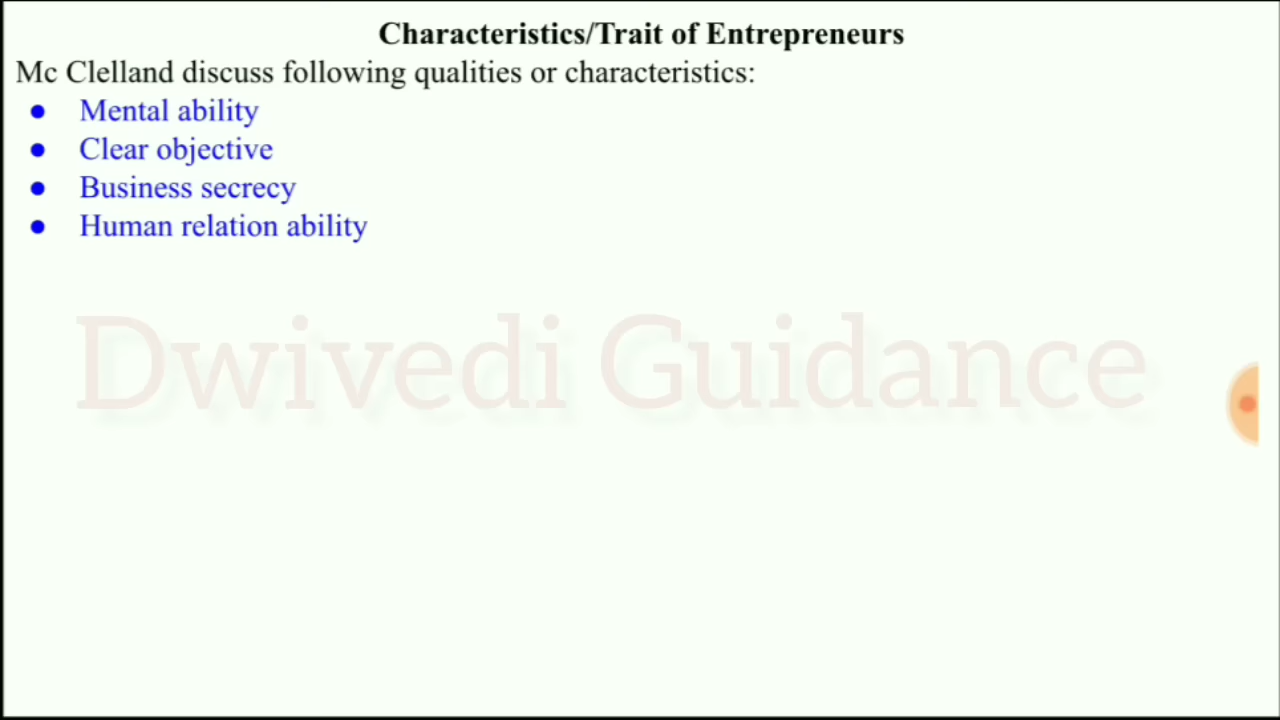 Characteristics/Trait of Entrepreneurs
Mc Clelland discuss following qualities or characteristics:
● Mental ability
● Clear objective
● Business secrecy
● Human relation ability
Dwivedi Guidance